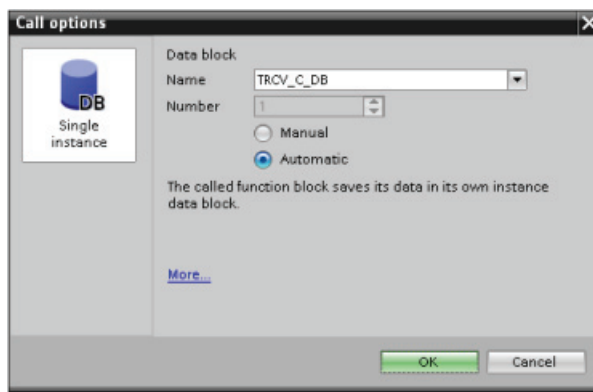 Call options
DB
Single
instance
Data block
Name TRCV_C_DB
Number 1
Manual
Automatic
The called function block saves its data in its own instance
data block.
More...
OK Cancel